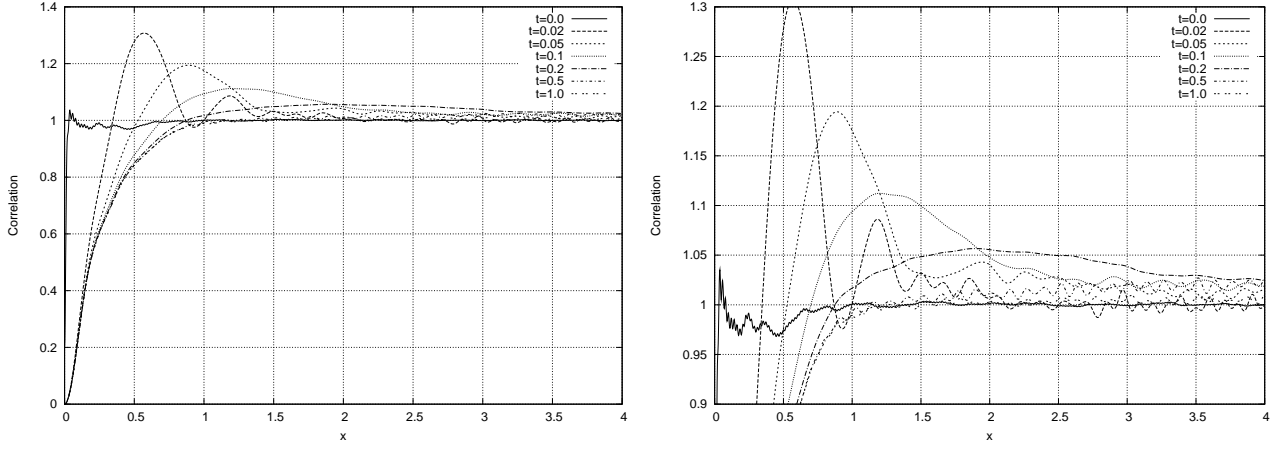 1.4
1.2
1
0.8
0.6
0.4
0.2
0
0 0.5 1 1.5 2 2.5 3 3.5 4
Correlation
x
t=0.0
t=0.02
t=0.05
t=0.1
t=0.2
t=0.5
t=1.0
1.3
1.25
1.2
1.15
1.1
1.05
1
0.95
0.9
0 0.5 1 1.5 2 2.5 3 3.5 4
Correlation
x
t=0.0
t=0.02
t=0.05
t=0.1
t=0.2
t=0.5
t=1.0